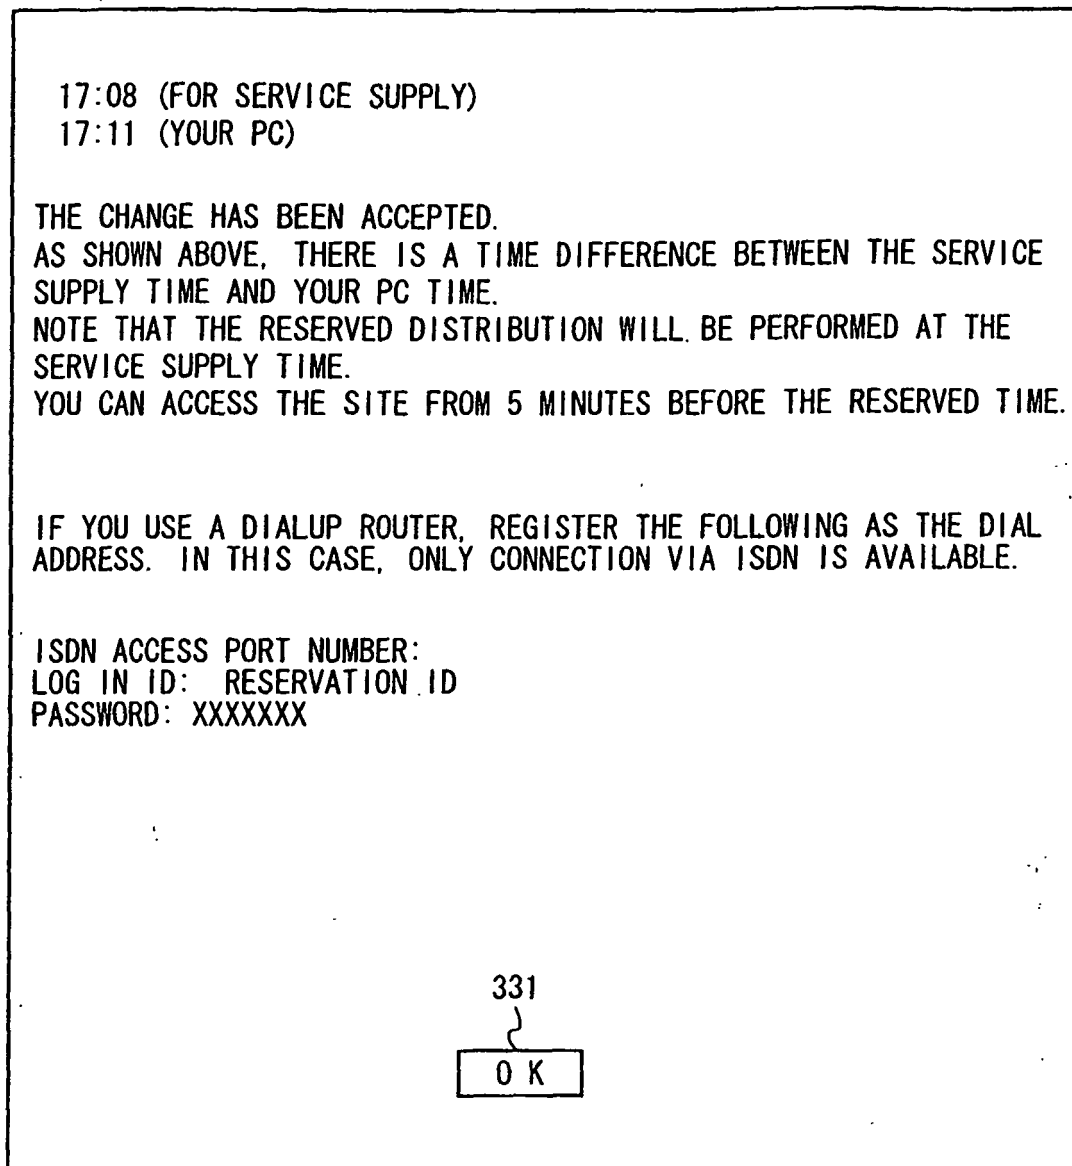 17:08 (FOR SERVICE SUPPLY)
17:11 (YOUR PC)
THE CHANGE HAS BEEN ACCEPTED.
AS SHOWN ABOVE, THERE IS A TIME DIFFERENCE BETWEEN THE SERVICE
SUPPLY TIME AND YOUR PC TIME.
NOTE THAT THE RESERVED DISTRIBUTION WILL BE PERFORMED AT THE
SERVICE SUPPLY TIME.
YOU CAN ACCESS THE SITE FROM 5 MINUTES BEFORE THE RESERVED TIME.
IF YOU USE A DIALUP ROUTER, REGISTER THE FOLLOWING AS THE DIAL
ADDRESS. IN THIS CASE, ONLY CONNECTION VIA ISDN IS AVAILABLE.
ISDN ACCESS PORT NUMBER:
LOG IN ID: RESERVATION ID
PASSWORD: XXXXXXX
331
OK